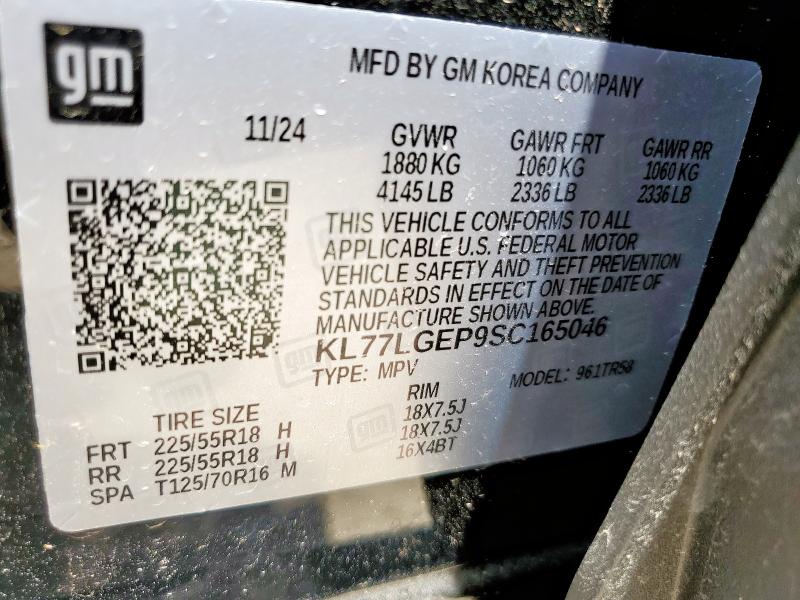 gm
MFD BY GM KOREA COMPANY
11/24 GVWR GAWR FRT GAWR RR
1880 KG 1060 KG 1060 KG
4145 LB 2336 LB 2336 LB
THIS VEHICLE CONFORMS TO ALL
APPLICABLE U.S. FEDERAL MOTOR
VEHICLE SAFETY AND THEFT PREVENTION
STANDARDS IN EFFECT ON THE DATE OF
MANUFACTURE SHOWN ABOVE.
KL77LGEP9SC165046
TYPE: MPV MODEL: 961TR58
TIRE SIZE RIM
FRT 225/55R18 H 18X7.5J
RR 225/55R18 H 18X7.5J
SPA T125/70R16 M 16X4BT